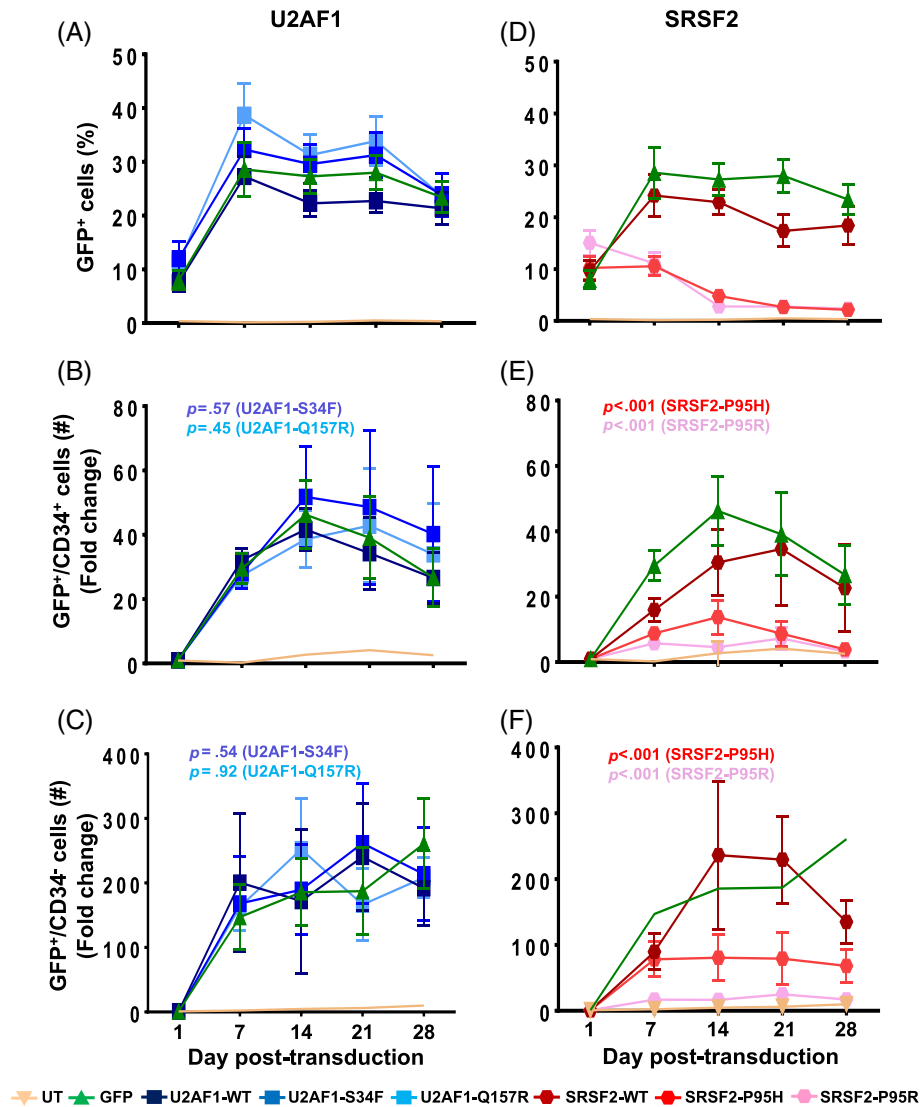 U2AF1
SRSF2
(A)
50
40
30
20
10
0
GFP+ cells (%)
(D)
50
40
30
20
10
0
(B)
80
60
40
20
0
GFP+/CD34+ cells (#)
(Fold change)
p=.57 (U2AF1-S34F)
p=.45 (U2AF1-Q157R)
(E)
80
60
40
20
0
p<.001 (SRSF2-P95H)
p<.001 (SRSF2-P95R)
(C)
400
300
200
100
0
GFP+/CD34- cells (#)
(Fold change)
p= .54 (U2AF1-S34F)
p= .92 (U2AF1-Q157R)
1 7 14 21 28
Day post-transduction
(F)
400
300
200
100
0
p<.001 (SRSF2-P95H)
p<.001 (SRSF2-P95R)
1 7 14 21 28
Day post-transduction
UT GFP U2AF1-WT U2AF1-S34F U2AF1-Q157R SRSF2-WT SRSF2-P95H SRSF2-P95R